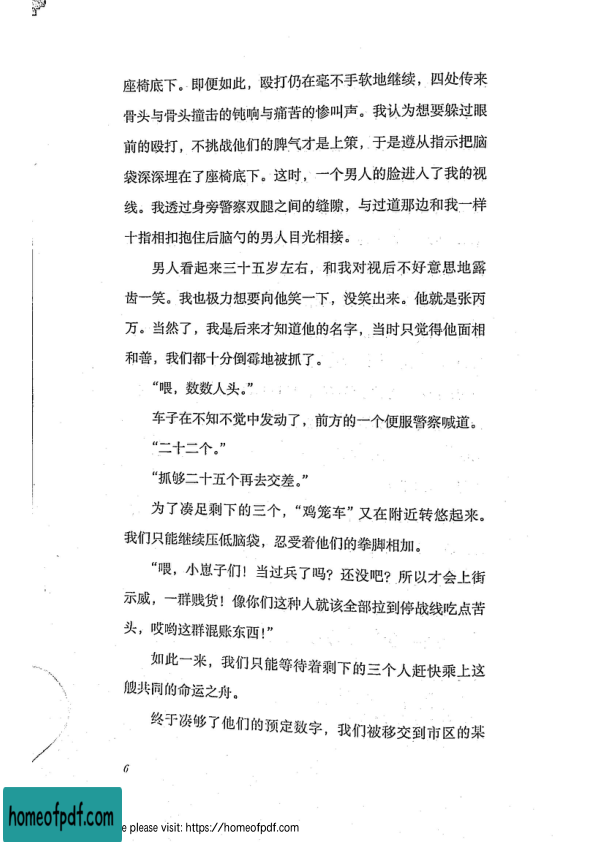 座椅底下。即便如此，殴打仍在毫不手软地继续，四处传来
骨头与骨头撞击的钝响与痛苦的惨叫声。我认为想要躲过眼
前的殴打，不挑战他们的脾气才是上策，于是遵从指示把脑
袋深深埋在了座椅底下。这时，一个男人的脸进入了我的视
线。我透过身旁警察双腿之间的缝隙，与过道那边和我一样
十指相扣抱住后脑勺的男人目光相接。
男人看起来三十五岁左右，和我对视后不好意思地露
齿一笑。我也极力想要向他笑一下，没笑出来。他就是张丙
万。当然了，我是后来才知道他的名字，当时只觉得他面相
和善，我们都十分倒霉地被抓了。
“喂，数数人头。”
车子在不知不觉中发动了，前方的一个便服警察喊道。
“二十二个。”
“抓够二十五个再去交差。”
为了凑足剩下的三个，“鸡笼车”又在附近转悠起来。
我们只能继续压低脑袋，忍受着他们的拳脚相加。
“喂，小崽子们！当过兵了吗？还没吧？所以才会上街
示威，一群贱货！像你们这种人就该全部拉到停战线吃点苦
头，哎哟这群混账东西！”
如此一来，我们只能等待着剩下的三个人赶快乘上这
艘共同的命运之舟。
终于凑够了他们的预定数字，我们被移交到市区的某
6
homeofpdf.com
e please visit: https://homeofpdf.com